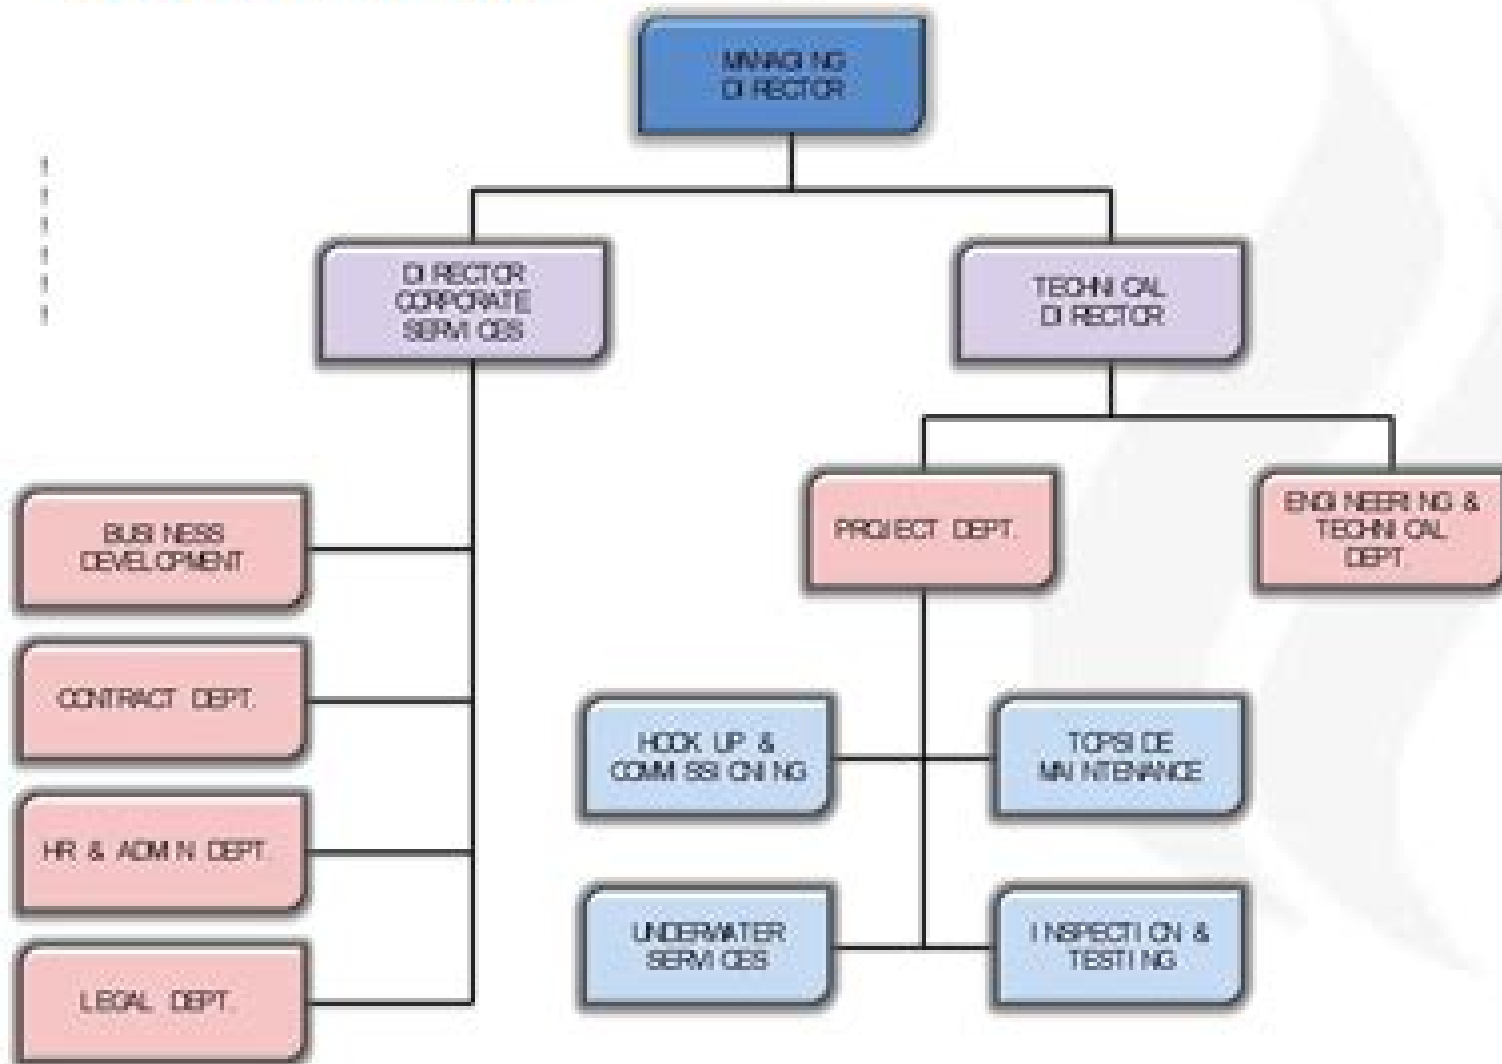 MANAGING
DIRECTOR
DIRECTOR
CORPORATE
SERVICES
TECHNICAL
DIRECTOR
BUSINESS
DEVELOPMENT
PROJECT DEPT.
ENGINEERING &
TECHNICAL
DEPT.
CONTRACT DEPT.
HOOK UP &
COMMISSIONING
TOPSIDE
MAINTENANCE
HR & ADMIN DEPT.
UNDERWATER
SERVICES
INSPECTION &
TESTING
LEGAL DEPT.